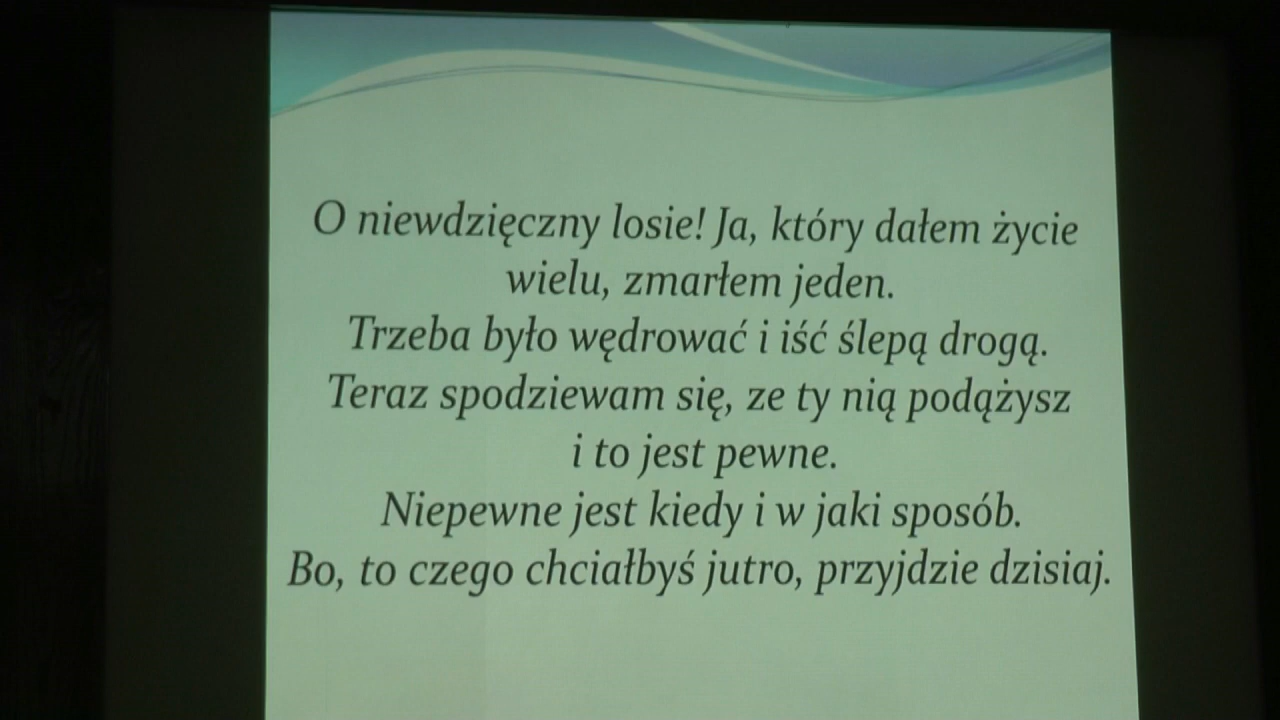 O niewdzięczny losie! Ja, który dałem życie
wielu, zmarłem jeden.
Trzeba było wędrować i iść ślepą drogą.
Teraz spodziewam się, ze ty nią podążysz
i to jest pewne.
Niepewne jest kiedy i w jaki sposób.
Bo, to czego chciałbyś jutro, przyjdzie dzisiaj.